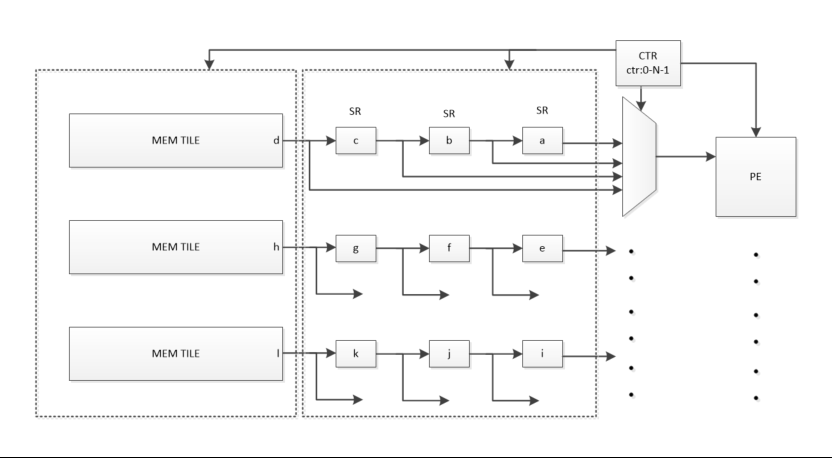 CTR
ctr:0-N-1
SR
SR
SR
MEM TILE
d
c
b
a
PE
MEM TILE
h
g
f
e
MEM TILE
l
k
j
i